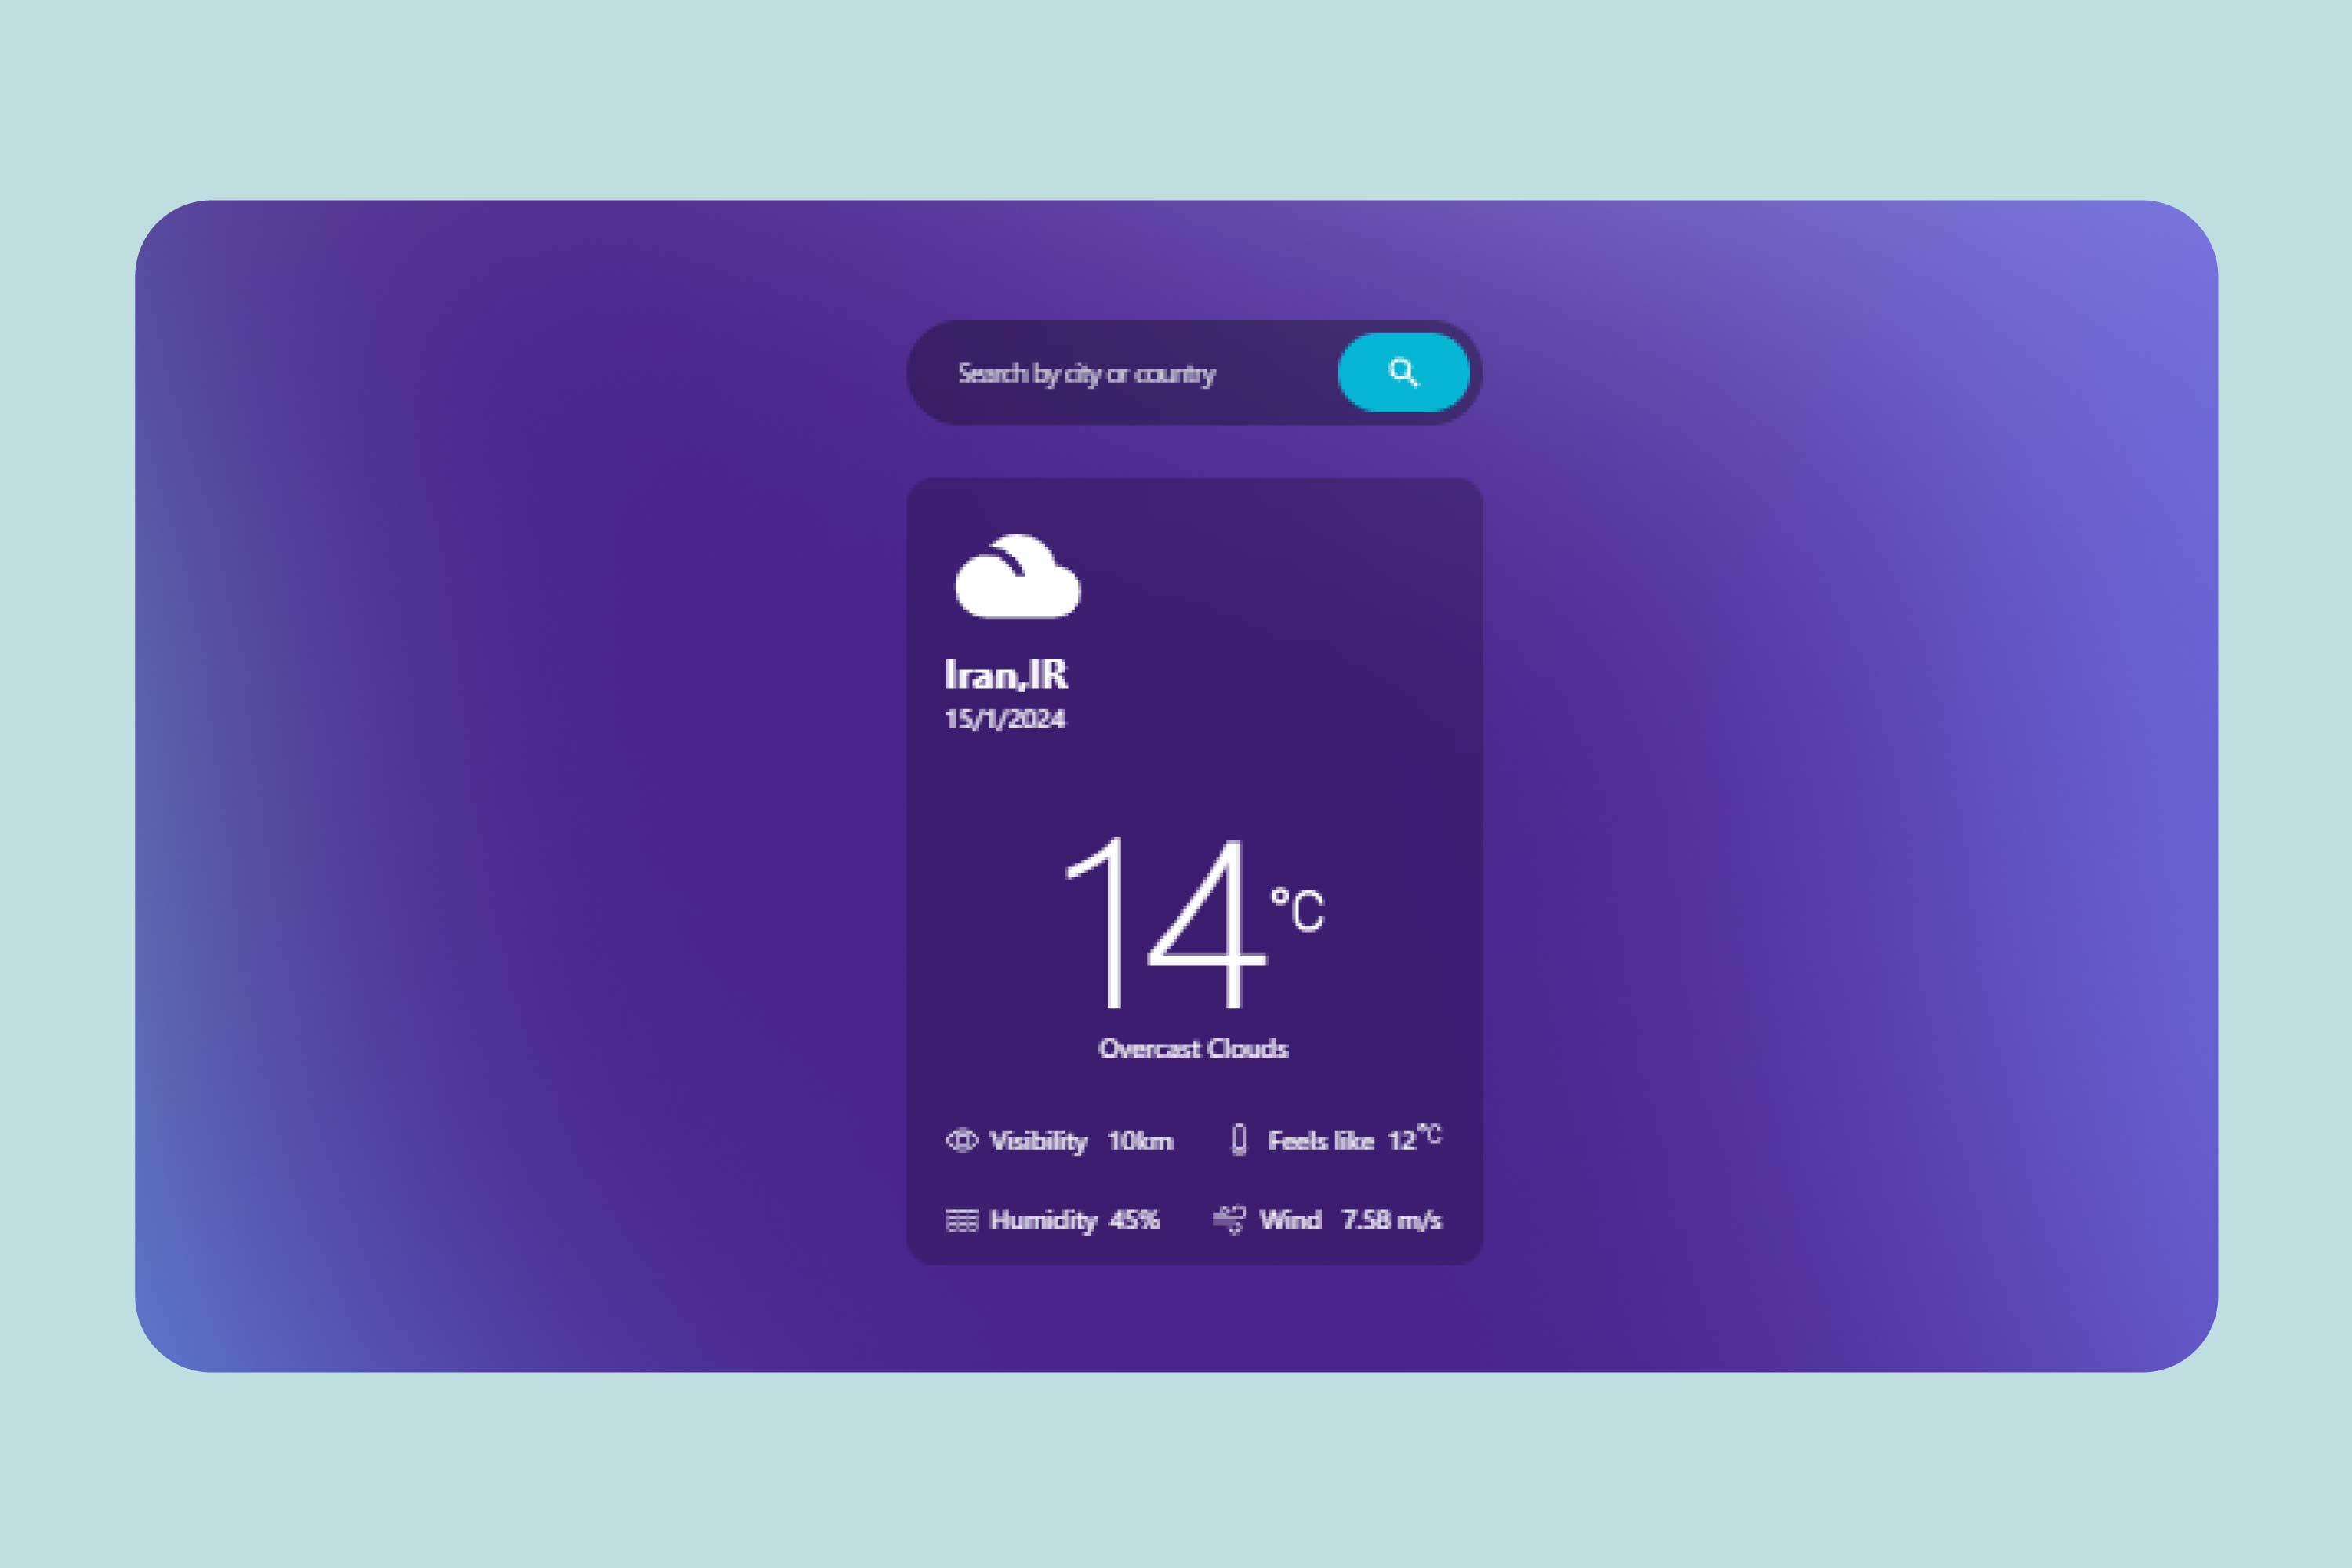 Search by city or country
Iran,IR
15/1/2024
14°C
Overcast Clouds
Visibility 10km Feels like 12°C
Humidity 45% Wind 7.58 m/s